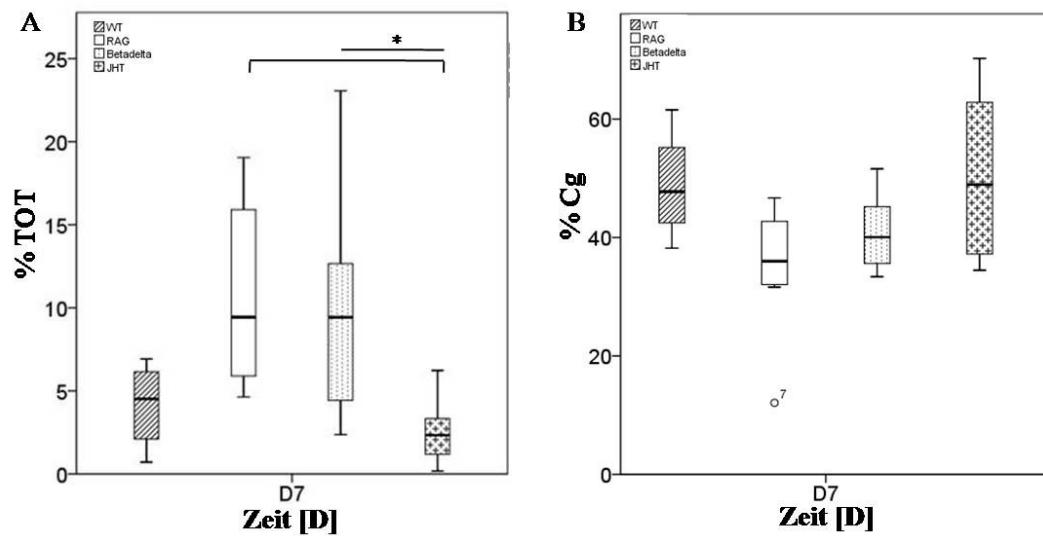 A
WT
RAG
Betadelta
JHT
*
25
20
15
10
5
0
% TOT
D7
Zeit [D]
B
WT
RAG
Betadelta
JHT
60
40
20
0
% Cg
7
D7
Zeit [D]